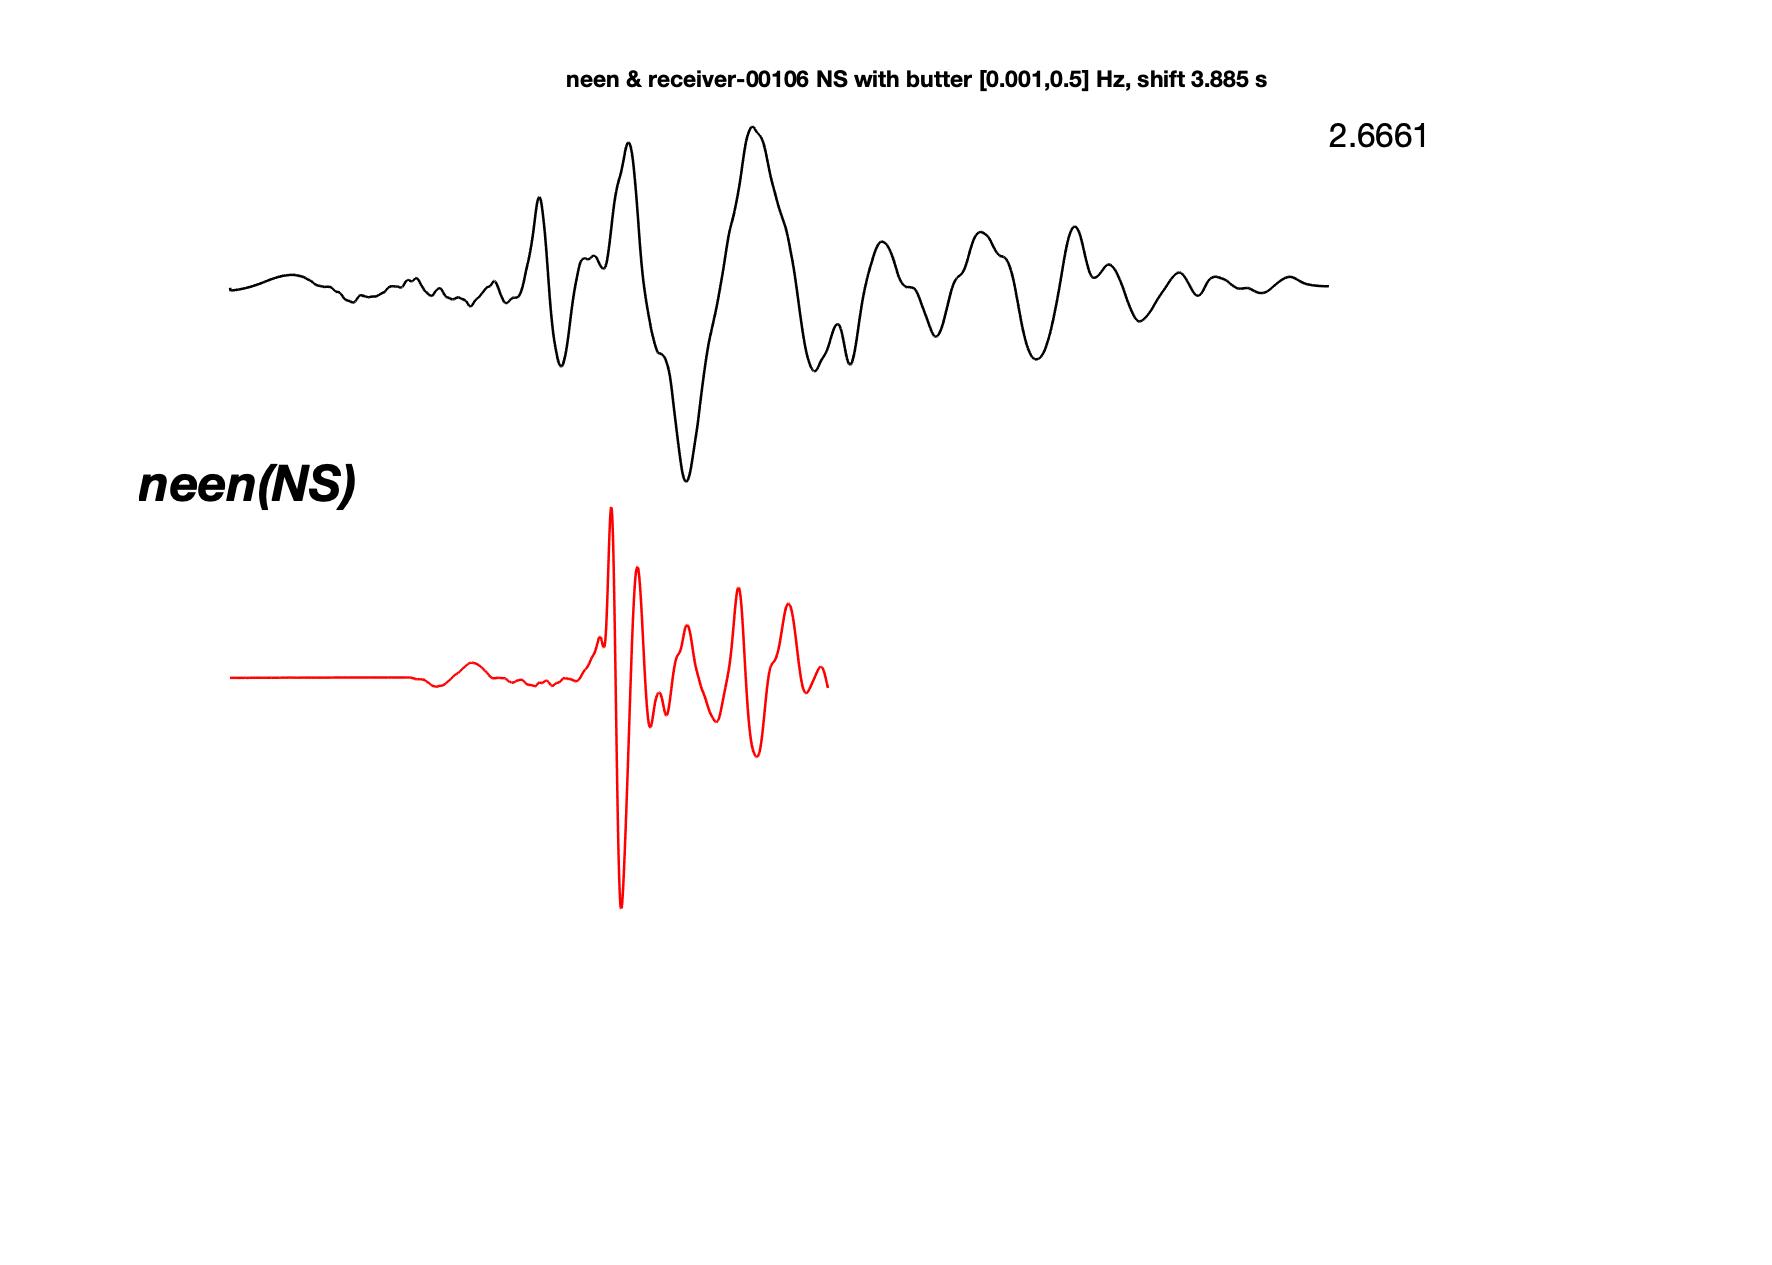 neen & receiver-00106 NS with butter [0.001,0.5] Hz, shift 3.885 s
2.6661
neen(NS)